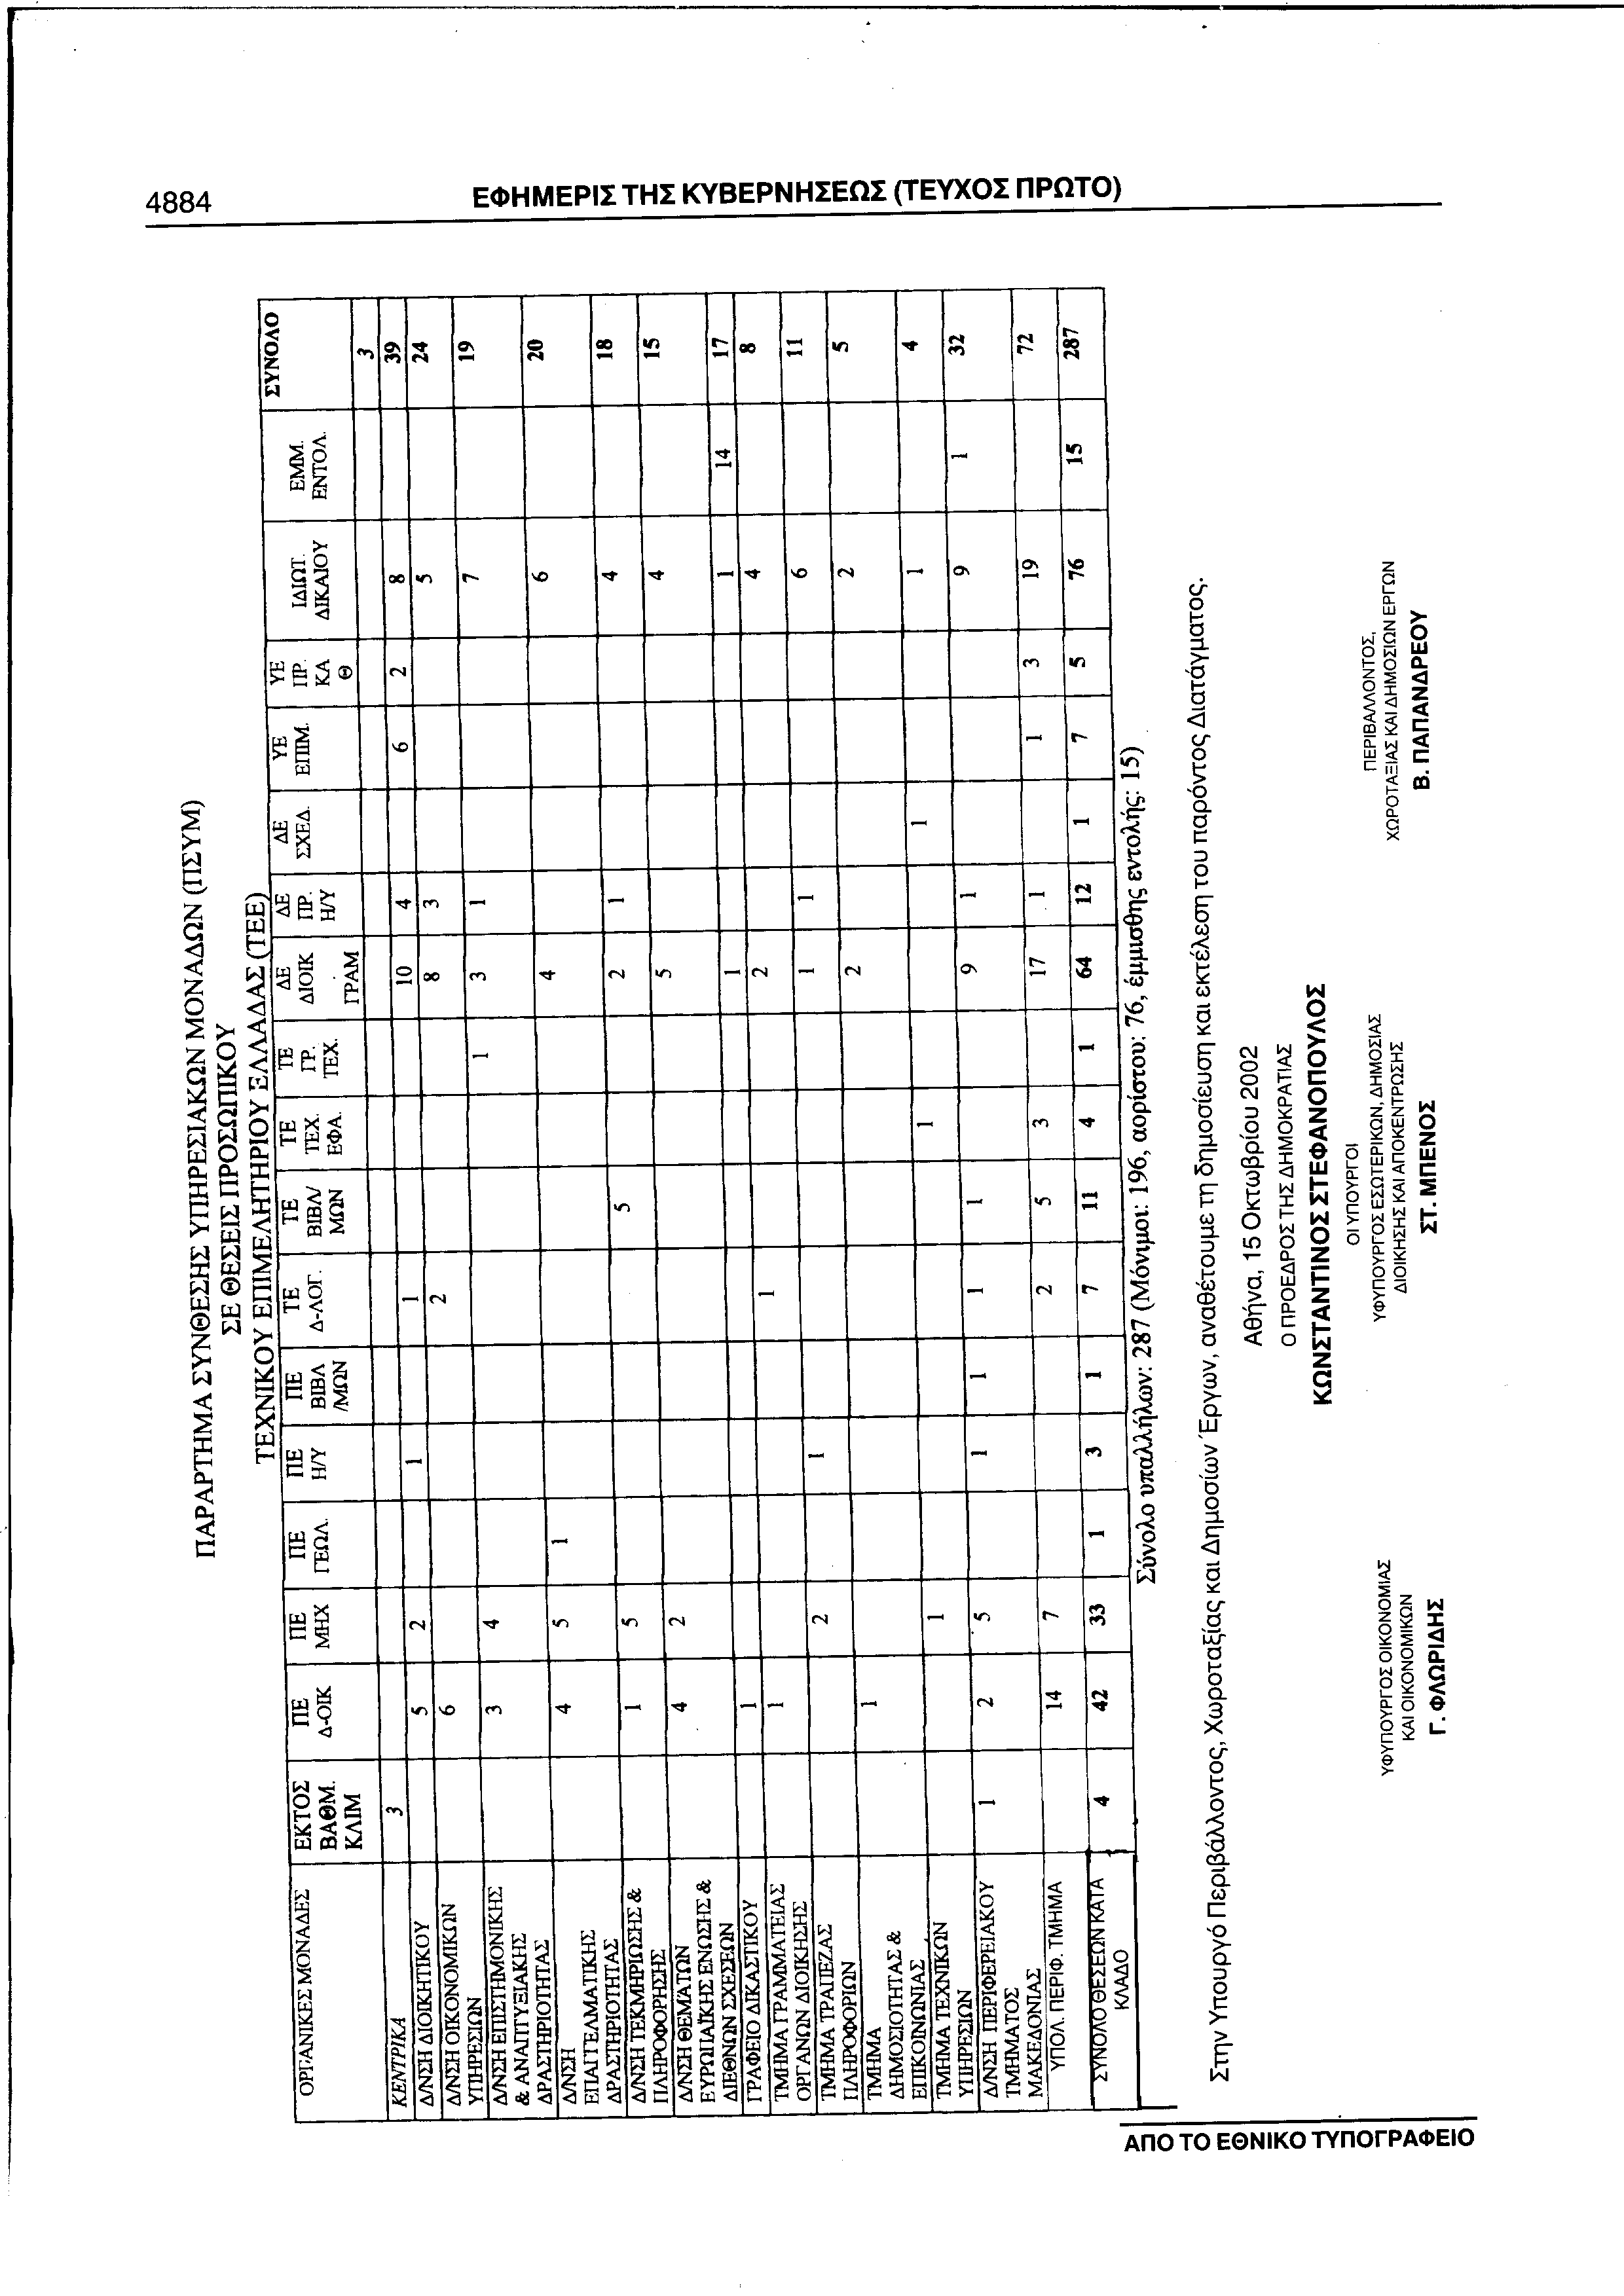 4884
ΕΦΗΜΕΡΙΣ ΤΗΣ ΚΥΒΕΡΝΗΣΕΩΣ (ΤΕΥΧΟΣ ΠΡΩΤΟ)
ΠΑΡΑΡΤΗΜΑ ΣΥΝΘΕΣΗΣ ΥΠΗΡΕΣΙΑΚΩΝ ΜΟΝΑΔΩΝ (ΠΣΥΜ)
ΣΕ ΘΕΣΕΙΣ ΠΡΟΣΩΠΙΚΟΥ
ΤΕΧΝΙΚΟΥ ΕΠΙΜΕΛΗΤΗΡΙΟΥ ΕΛΛΑΔΑΣ (ΤΕΕ)
ΟΡΓΑΝΙΚΕΣ ΜΟΝΑΔΕΣ ΕΚΤΟΣ ΠΕ ΠΕ ΠΕ ΠΕ ΠΕ ΤΕ ΤΕ ΤΕ ΤΕ ΔΕ ΔΕ ΔΕ ΥΕ ΥΕ ΙΔΙΩΤ. ΕΜΜ. ΣΥΝΟΛΟ
ΒΑΘΜ. Δ-ΟΙΚ ΜΗΧ ΓΕΩΛ. Η/Υ ΒΙΒΛ Δ-ΛΟΓ. ΒΙΒΛ/ ΤΕΧ. ΓΡ. ΔΙΟΙΚ ΠΡ. ΣΧΕΔ. ΕΠΙΜ. ΠΡ. ΔΙΚΑΙΟΥ ΕΝΤΟΛ.
ΚΛΙΜ /ΜΩΝ ΜΩΝ ΕΦΑ. ΤΕΧ. . ΓΡΑΜ Η/Υ ΚΑ
Θ
ΚΕΝΤΡΙΚΑ 3 3
Δ/ΝΣΗ ΔΙΟΙΚΗΤΙΚΟΥ 5 2 1 1 10 4 6 2 8 39
Δ/ΝΣΗ ΟΙΚΟΝΟΜΙΚΩΝ 6 2 8 3 5 24
ΥΠΗΡΕΣΙΩΝ
Δ/ΝΣΗ ΕΠΙΣΤΗΜΟΝΙΚΗΣ 3 4 1 3 1 7 19
& ΑΝΑΠΤΥΞΙΑΚΗΣ
ΔΡΑΣΤΗΡΙΟΤΗΤΑΣ
Δ/ΝΣΗ 4 5 1 4 6 20
ΕΠΑΓΓΕΛΜΑΤΙΚΗΣ
ΔΡΑΣΤΗΡΙΟΤΗΤΑΣ
Δ/ΝΣΗ ΤΕΚΜΗΡΙΩΣΗΣ & 1 5 5 2 1 4 18
ΠΛΗΡΟΦΟΡΗΣΗΣ
Δ/ΝΣΗ ΘΕΜΑΤΩΝ 4 2 5 4 15
ΕΥΡΩΠΑΪΚΗΣ ΕΝΩΣΗΣ &
ΔΙΕΘΝΩΝ ΣΧΕΣΕΩΝ
ΓΡΑΦΕΙΟ ΔΙΚΑΣΤΙΚΟΥ 1 1 1 14 17
ΤΜΗΜΑ ΓΡΑΜΜΑΤΕΙΑΣ 1 1 2 4 8
ΟΡΓΑΝΩΝ ΔΙΟΙΚΗΣΗΣ
ΤΜΗΜΑ ΤΡΑΠΕΖΑΣ 2 1 1 1 6 11
ΠΛΗΡΟΦΟΡΙΩΝ
ΤΜΗΜΑ 1 2 2 5
ΔΗΜΟΣΙΟΤΗΤΑΣ &
ΕΠΙΚΟΙΝΩΝΙΑΣ
ΤΜΗΜΑ ΤΕΧΝΙΚΩΝ 1 1 1 1 4
ΥΠΗΡΕΣΙΩΝ
Δ/ΝΣΗ ΠΕΡΙΦΕΡΕΙΑΚΟΥ 1 2 5 1 1 1 1 9 1 9 1 32
ΤΜΗΜΑΤΟΣ
ΜΑΚΕΔΟΝΙΑΣ
ΥΠΟΛ. ΠΕΡΙΦ. ΤΜΗΜΑ 14 7 2 5 3 17 1 1 3 19 72
ΣΥΝΟΛΟ ΘΕΣΕΩΝ ΚΑΤΑ 4 42 33 1 3 1 7 11 4 1 64 12 1 7 5 76 15 287
ΚΛΑΔΟ
Σύνολο υπαλλήλων: 287 (Μόνιμοι: 196, αορίστου: 76, έμμισθης εντολής: 15)
Στην Υπουργό Περιβάλλοντος, Χωροταξίας και Δημοσίων Έργων, αναθέτουμε τη δημοσίευση και εκτέλεση του παρόντος Διατάγματος.
Αθήνα, 15 Οκτωβρίου 2002
Ο ΠΡΟΕΔΡΟΣ ΤΗΣ ΔΗΜΟΚΡΑΤΙΑΣ
ΚΩΝΣΤΑΝΤΙΝΟΣ ΣΤΕΦΑΝΟΠΟΥΛΟΣ
ΟΙ ΥΠΟΥΡΓΟΙ
ΥΦΥΠΟΥΡΓΟΣ ΟΙΚΟΝΟΜΙΑΣ
ΚΑΙ ΟΙΚΟΝΟΜΙΚΩΝ
Γ. ΦΛΩΡΙΔΗΣ
ΥΦΥΠΟΥΡΓΟΣ ΕΣΩΤΕΡΙΚΩΝ, ΔΗΜΟΣΙΑΣ
ΔΙΟΙΚΗΣΗΣ ΚΑΙ ΑΠΟΚΕΝΤΡΩΣΗΣ
ΣΤ. ΜΠΕΝΟΣ
ΠΕΡΙΒΑΛΛΟΝΤΟΣ,
ΧΩΡΟΤΑΞΙΑΣ ΚΑΙ ΔΗΜΟΣΙΩΝ ΕΡΓΩΝ
Β. ΠΑΠΑΝΔΡΕΟΥ
ΑΠΟ ΤΟ ΕΘΝΙΚΟ ΤΥΠΟΓΡΑΦΕΙΟ